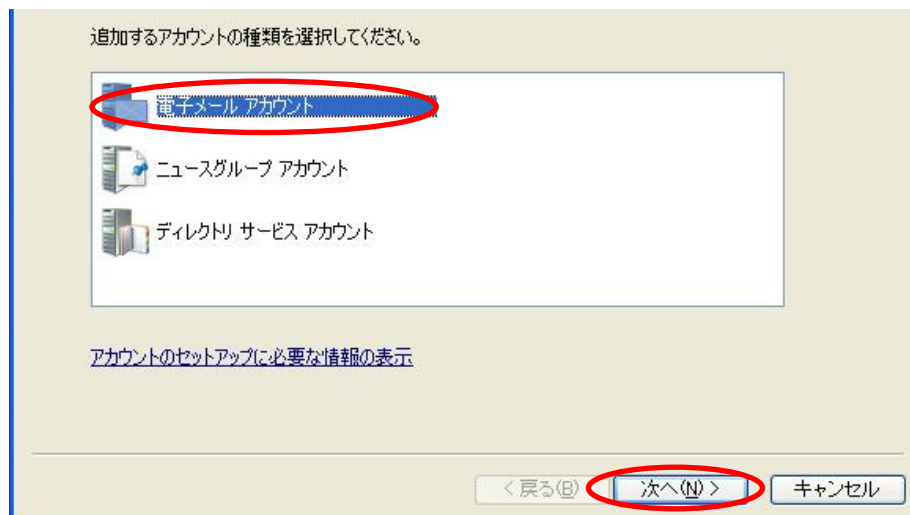 追加するアカウントの種類を選択してください。
電子メール アカウント
ニュースグループ アカウント
ディレクトリ サービス アカウント
アカウントのセットアップに必要な情報の表示
< 戻る(B) 次へ(N) > キャンセル